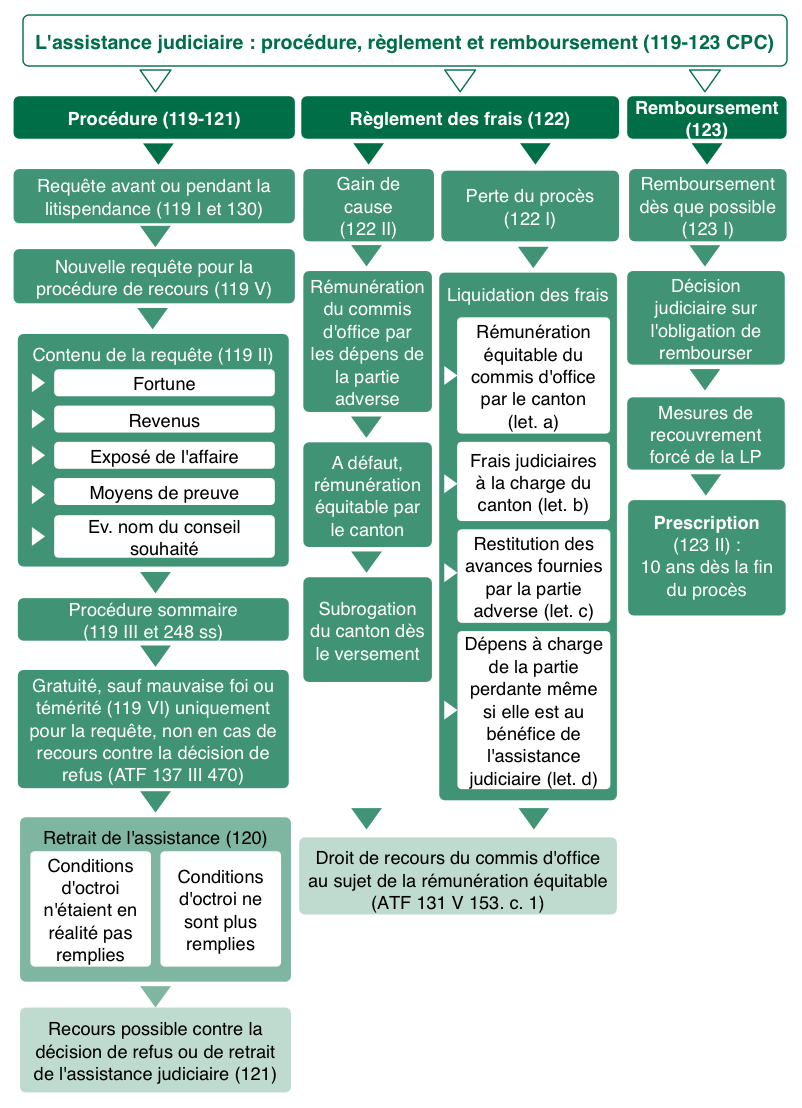 L'assistance judiciaire : procédure, règlement et remboursement (119-123 CPC)
Procédure (119-121)
Requête avant ou pendant la
litispendance (119 I et 130)
Nouvelle requête pour la
procédure de recours (119 V)
Contenu de la requête (119 II)
Fortune
Revenus
Exposé de l'affaire
Moyens de preuve
Ev. nom du conseil
souhaité
Procédure sommaire
(119 III et 248 ss)
Gratuité, sauf mauvaise foi ou
témérité (119 VI) uniquement
pour la requête, non en cas de
recours contre la décision de
refus (ATF 137 III 470)
Retrait de l'assistance (120)
Conditions
d'octroi
n'étaient en
réalité pas
remplies
Conditions
d'octroi ne
sont plus
remplies
Recours possible contre la
décision de refus ou de retrait
de l'assistance judiciaire (121)
Règlement des frais (122)
Gain de
cause
(122 II)
Rémunération
du commis
d'office par
les dépens de
la partie
adverse
A défaut,
rémunération
équitable par
le canton
Subrogation
du canton dès
le versement
Perte du procès
(122 I)
Liquidation des frais
Rémunération
équitable du
commis d'office
par le canton
(let. a)
Frais judiciaires
à la charge du
canton (let. b)
Restitution des
avances fournies
par la partie
adverse (let. c)
Dépens à charge
de la partie
perdante même
si elle est au
bénéfice de
l'assistance
judiciaire (let. d)
Droit de recours du commis d'office
au sujet de la rémunération équitable
(ATF 131 V 153. c. 1)
Remboursement
(123)
Remboursement
dès que possible
(123 I)
Décision
judiciaire sur
l'obligation de
rembourser
Mesures de
recouvrement
forcé de la LP
Prescription
(123 II) :
10 ans dès la fin
du procès